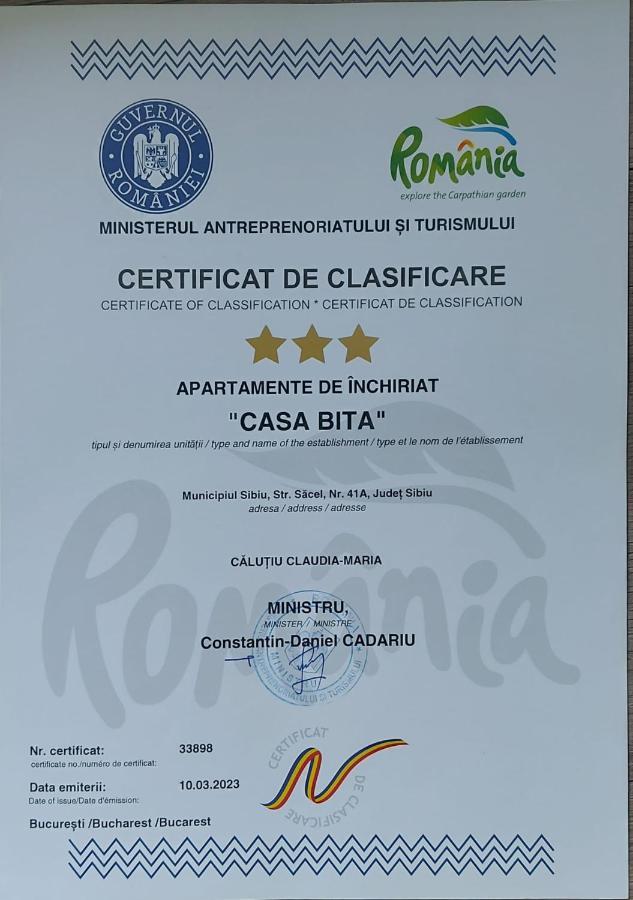 GUVERNUL
ROMÂNIEI
România
explore the Carpathian garden
MINISTERUL ANTREPRENORIATULUI ȘI TURISMULUI
CERTIFICAT DE CLASIFICARE
CERTIFICATE OF CLASSIFICATION * CERTIFICAT DE CLASSIFICATION
APARTAMENTE DE ÎNCHIRIAT
"CASA BITA"
tipul și denumirea unității / type and name of the establishment / type et le nom de l'établissement
Municipiul Sibiu, Str. Săcel, Nr. 41A, Județ Sibiu
adresa / address / adresse
CĂLUȚIU CLAUDIA-MARIA
România
MINISTRU,
MINISTER / MINISTRE
Constantin-Daniel CADARIU
Nr. certificat: 33898
certificate no./numéro de certificat:
Data emiterii: 10.03.2023
Date of issue/Date d'émission:
București /Bucharest /Bucarest
CERTIFICAT
DE CLASIFICARE